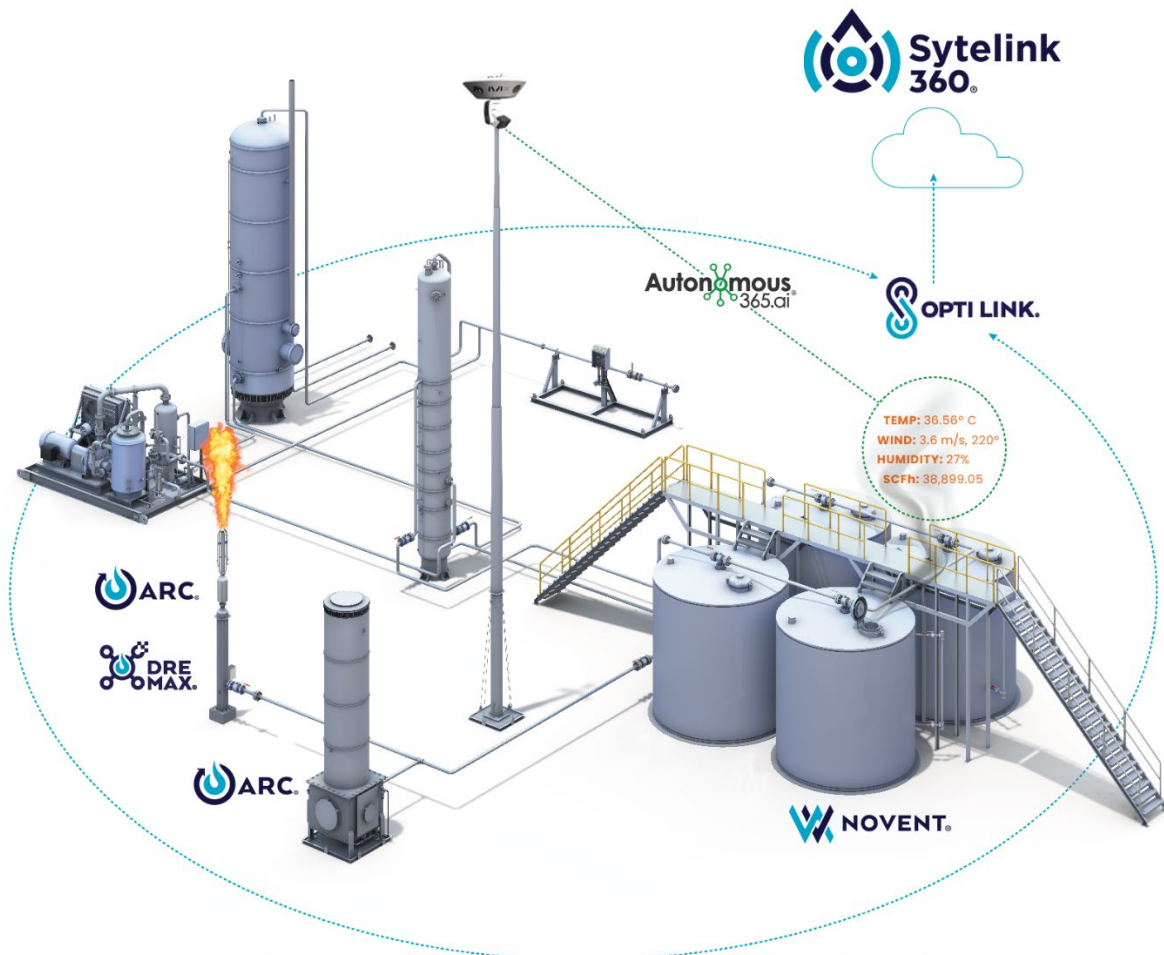 Sytelink
360®
Autonomous
365.ai®
OPTI LINK®
TEMP: 36.56° C
WIND: 3.6 m/s, 220°
HUMIDITY: 27%
SCFh: 38,899.05
ARC®
DRE
MAX®
ARC®
NOVENT®